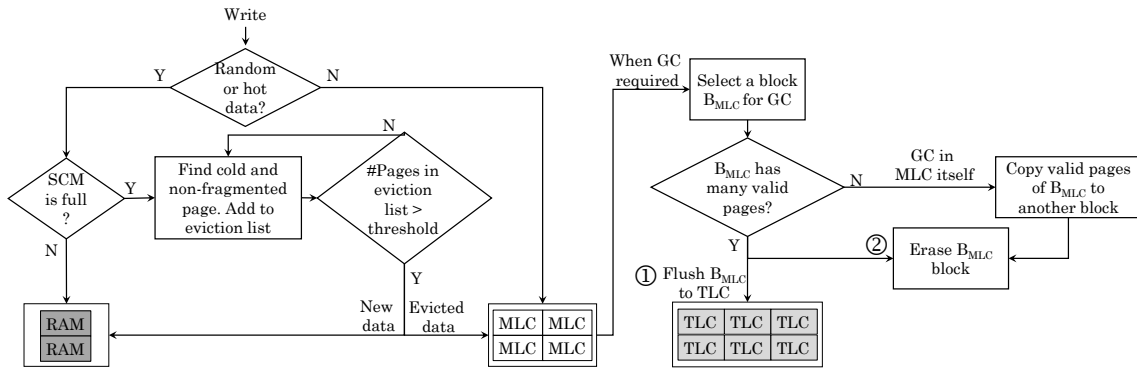 Write
Random
or hot
data?
Y
N
SCM
is full
?
Y
N
Find cold and
non-fragmented
page. Add to
eviction list
N
#Pages in
eviction
list >
threshold
Y
New
data
Evicted
data
RAM
RAM
MLC MLC
MLC MLC
When GC
required
Select a block
BMLC for GC
BMLC has
many valid
pages?
N
GC in
MLC itself
Copy valid pages
of BMLC to
another block
Y
② Erase BMLC
block
① Flush BMLC
to TLC
TLC TLC TLC
TLC TLC TLC